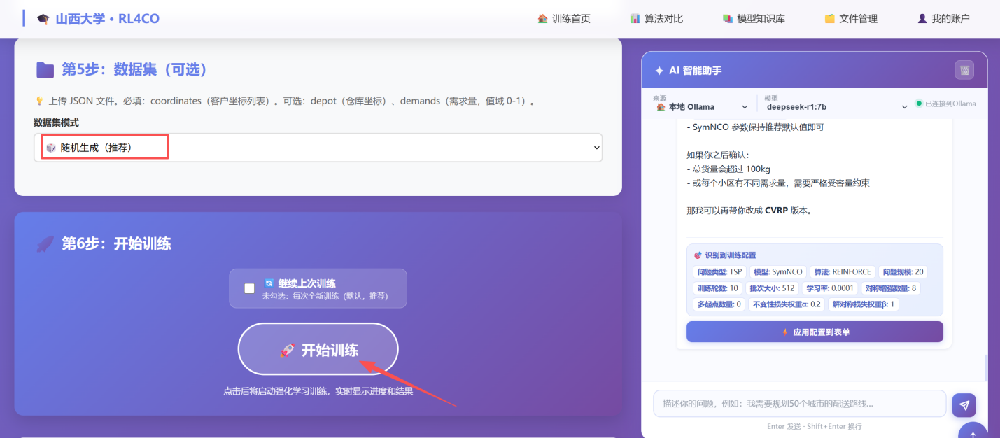 山西大学 • RL4CO
训练首页
算法对比
模型知识库
文件管理
我的账户
第5步：数据集（可选）
上传 JSON 文件。必填：coordinates（客户坐标列表）。可选：depot（仓库坐标）、demands（需求量，值域 0-1）。
数据集模式
随机生成（推荐）
第6步：开始训练
继续上次训练
未勾选：每次全新训练（默认，推荐）
开始训练
点击后将启动强化学习训练，实时显示进度和结果
AI 智能助手
来源
本地 Ollama
模型
deepseek-r1:7b
已连接到Ollama
- SymNCO 参数保持推荐默认值即可
如果你之后确认：
- 总货量会超过 100kg
- 或每个小区有不同需求量，需要严格受容量约束
那我可以再帮你改成 CVRP 版本。
识别到训练配置
问题类型: TSP 模型: SymNCO 算法: REINFORCE 问题规模: 20
训练轮数: 10 批次大小: 512 学习率: 0.0001 对称增强数量: 8
多起点数量: 0 不变性损失权重α: 0.2 解对称损失权重β: 1
应用配置到表单
描述你的问题，例如：我需要规划50个城市的配送路线...
Enter 发送 · Shift+Enter 换行